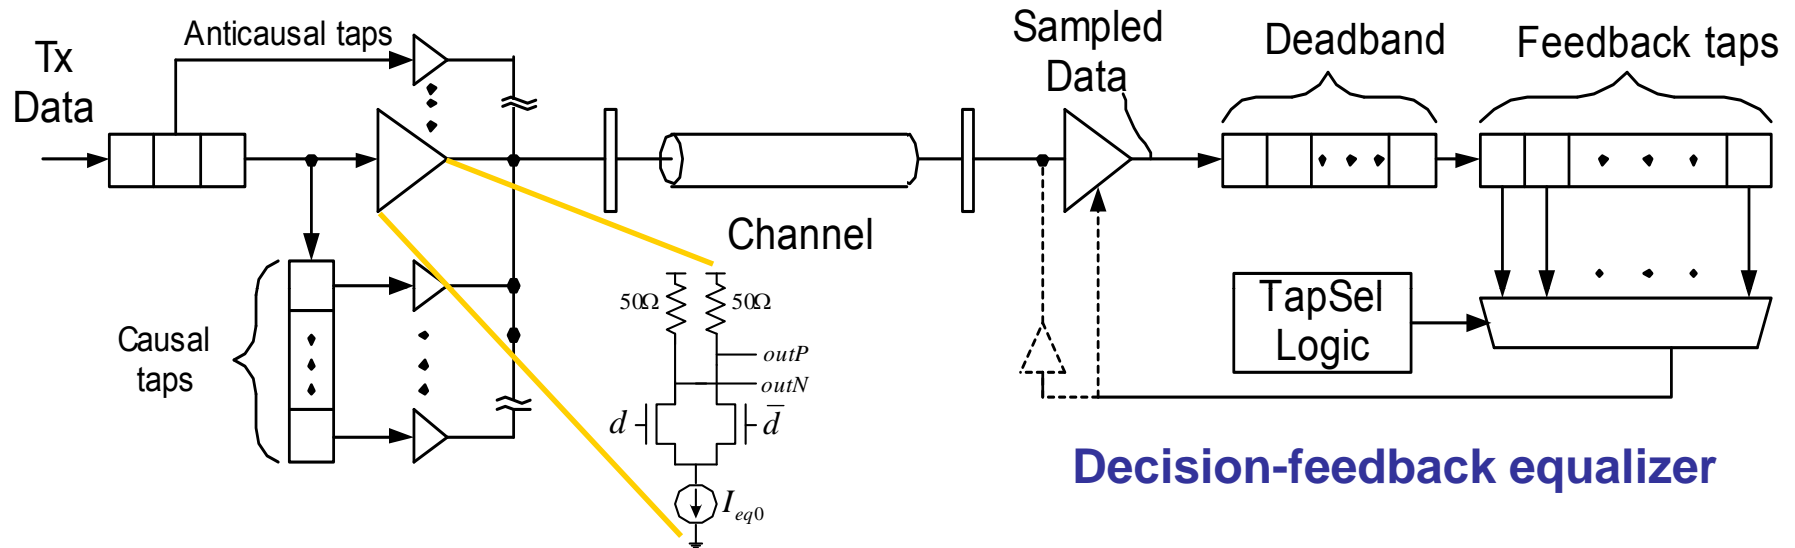 Anticausal taps
Tx
Data
Sampled
Data
Deadband
Feedback taps
Channel
Causal
taps
50Ω
50Ω
outP
outN
d
d̅
I_eq0
TapSel
Logic
Decision-feedback equalizer